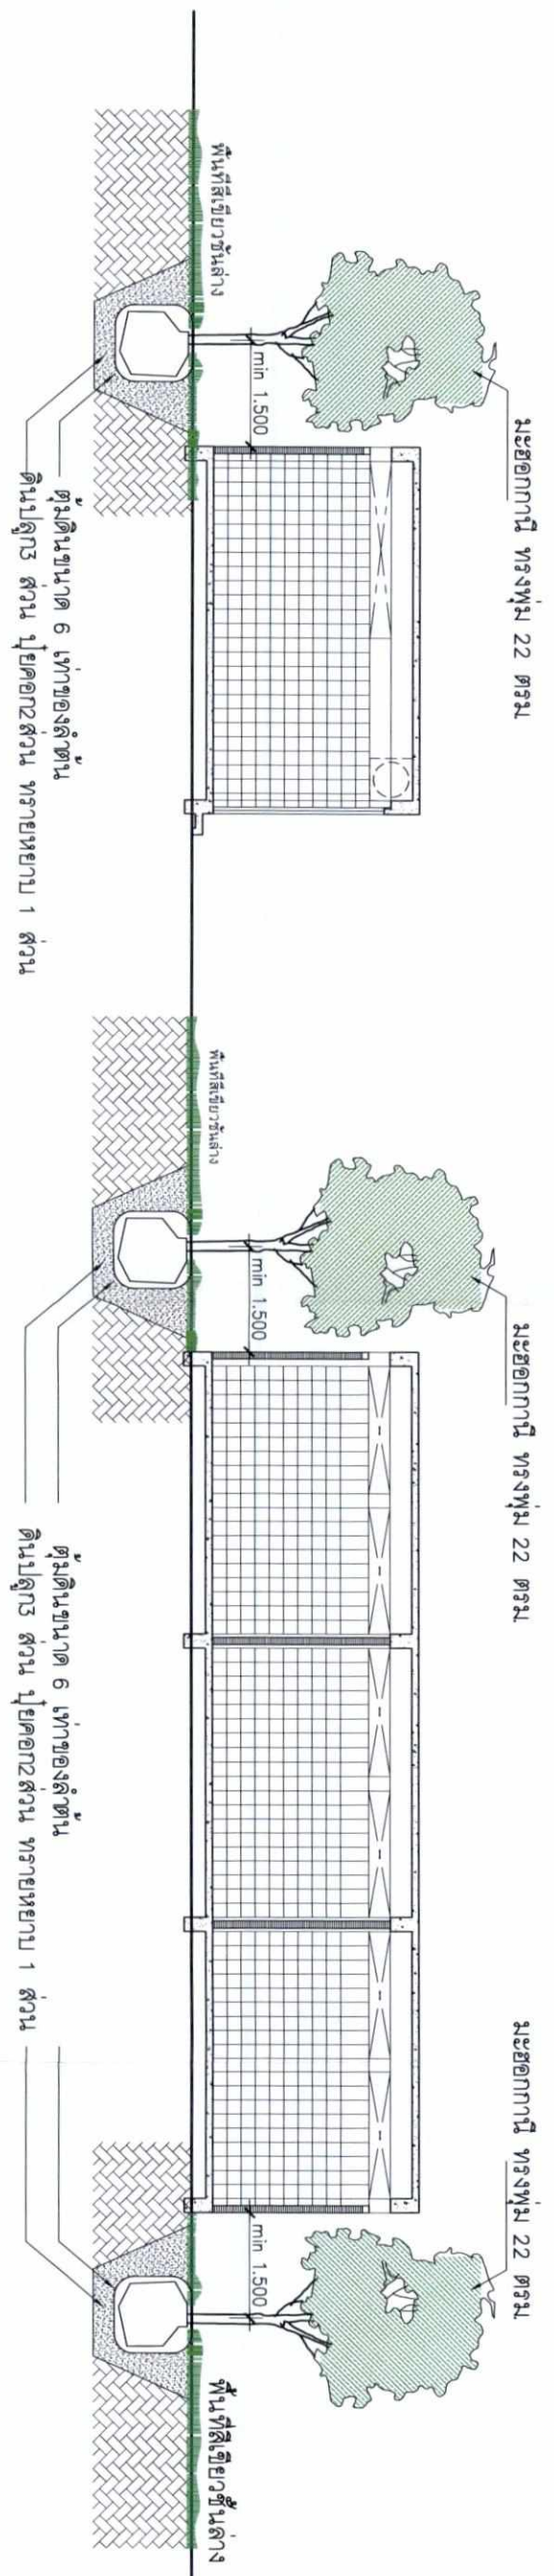 มะฮอกกานี ทรงพุ่ม 22 ตรม.
พื้นที่สีเขียวชั้นล่าง
min 1.500
ตุ้มดินขนาด 6 เท่าของลำต้น
ดินปลูก3 ส่วน ปุ๋ยคอก2ส่วน ทรายหยาบ 1 ส่วน
มะฮอกกานี ทรงพุ่ม 22 ตรม.
พื้นที่สีเขียวชั้นล่าง
min 1.500
ตุ้มดินขนาด 6 เท่าของลำต้น
ดินปลูก3 ส่วน ปุ๋ยคอก2ส่วน ทรายหยาบ 1 ส่วน
มะฮอกกานี ทรงพุ่ม 22 ตรม.
min 1.500
พื้นที่สีเขียวชั้นล่าง